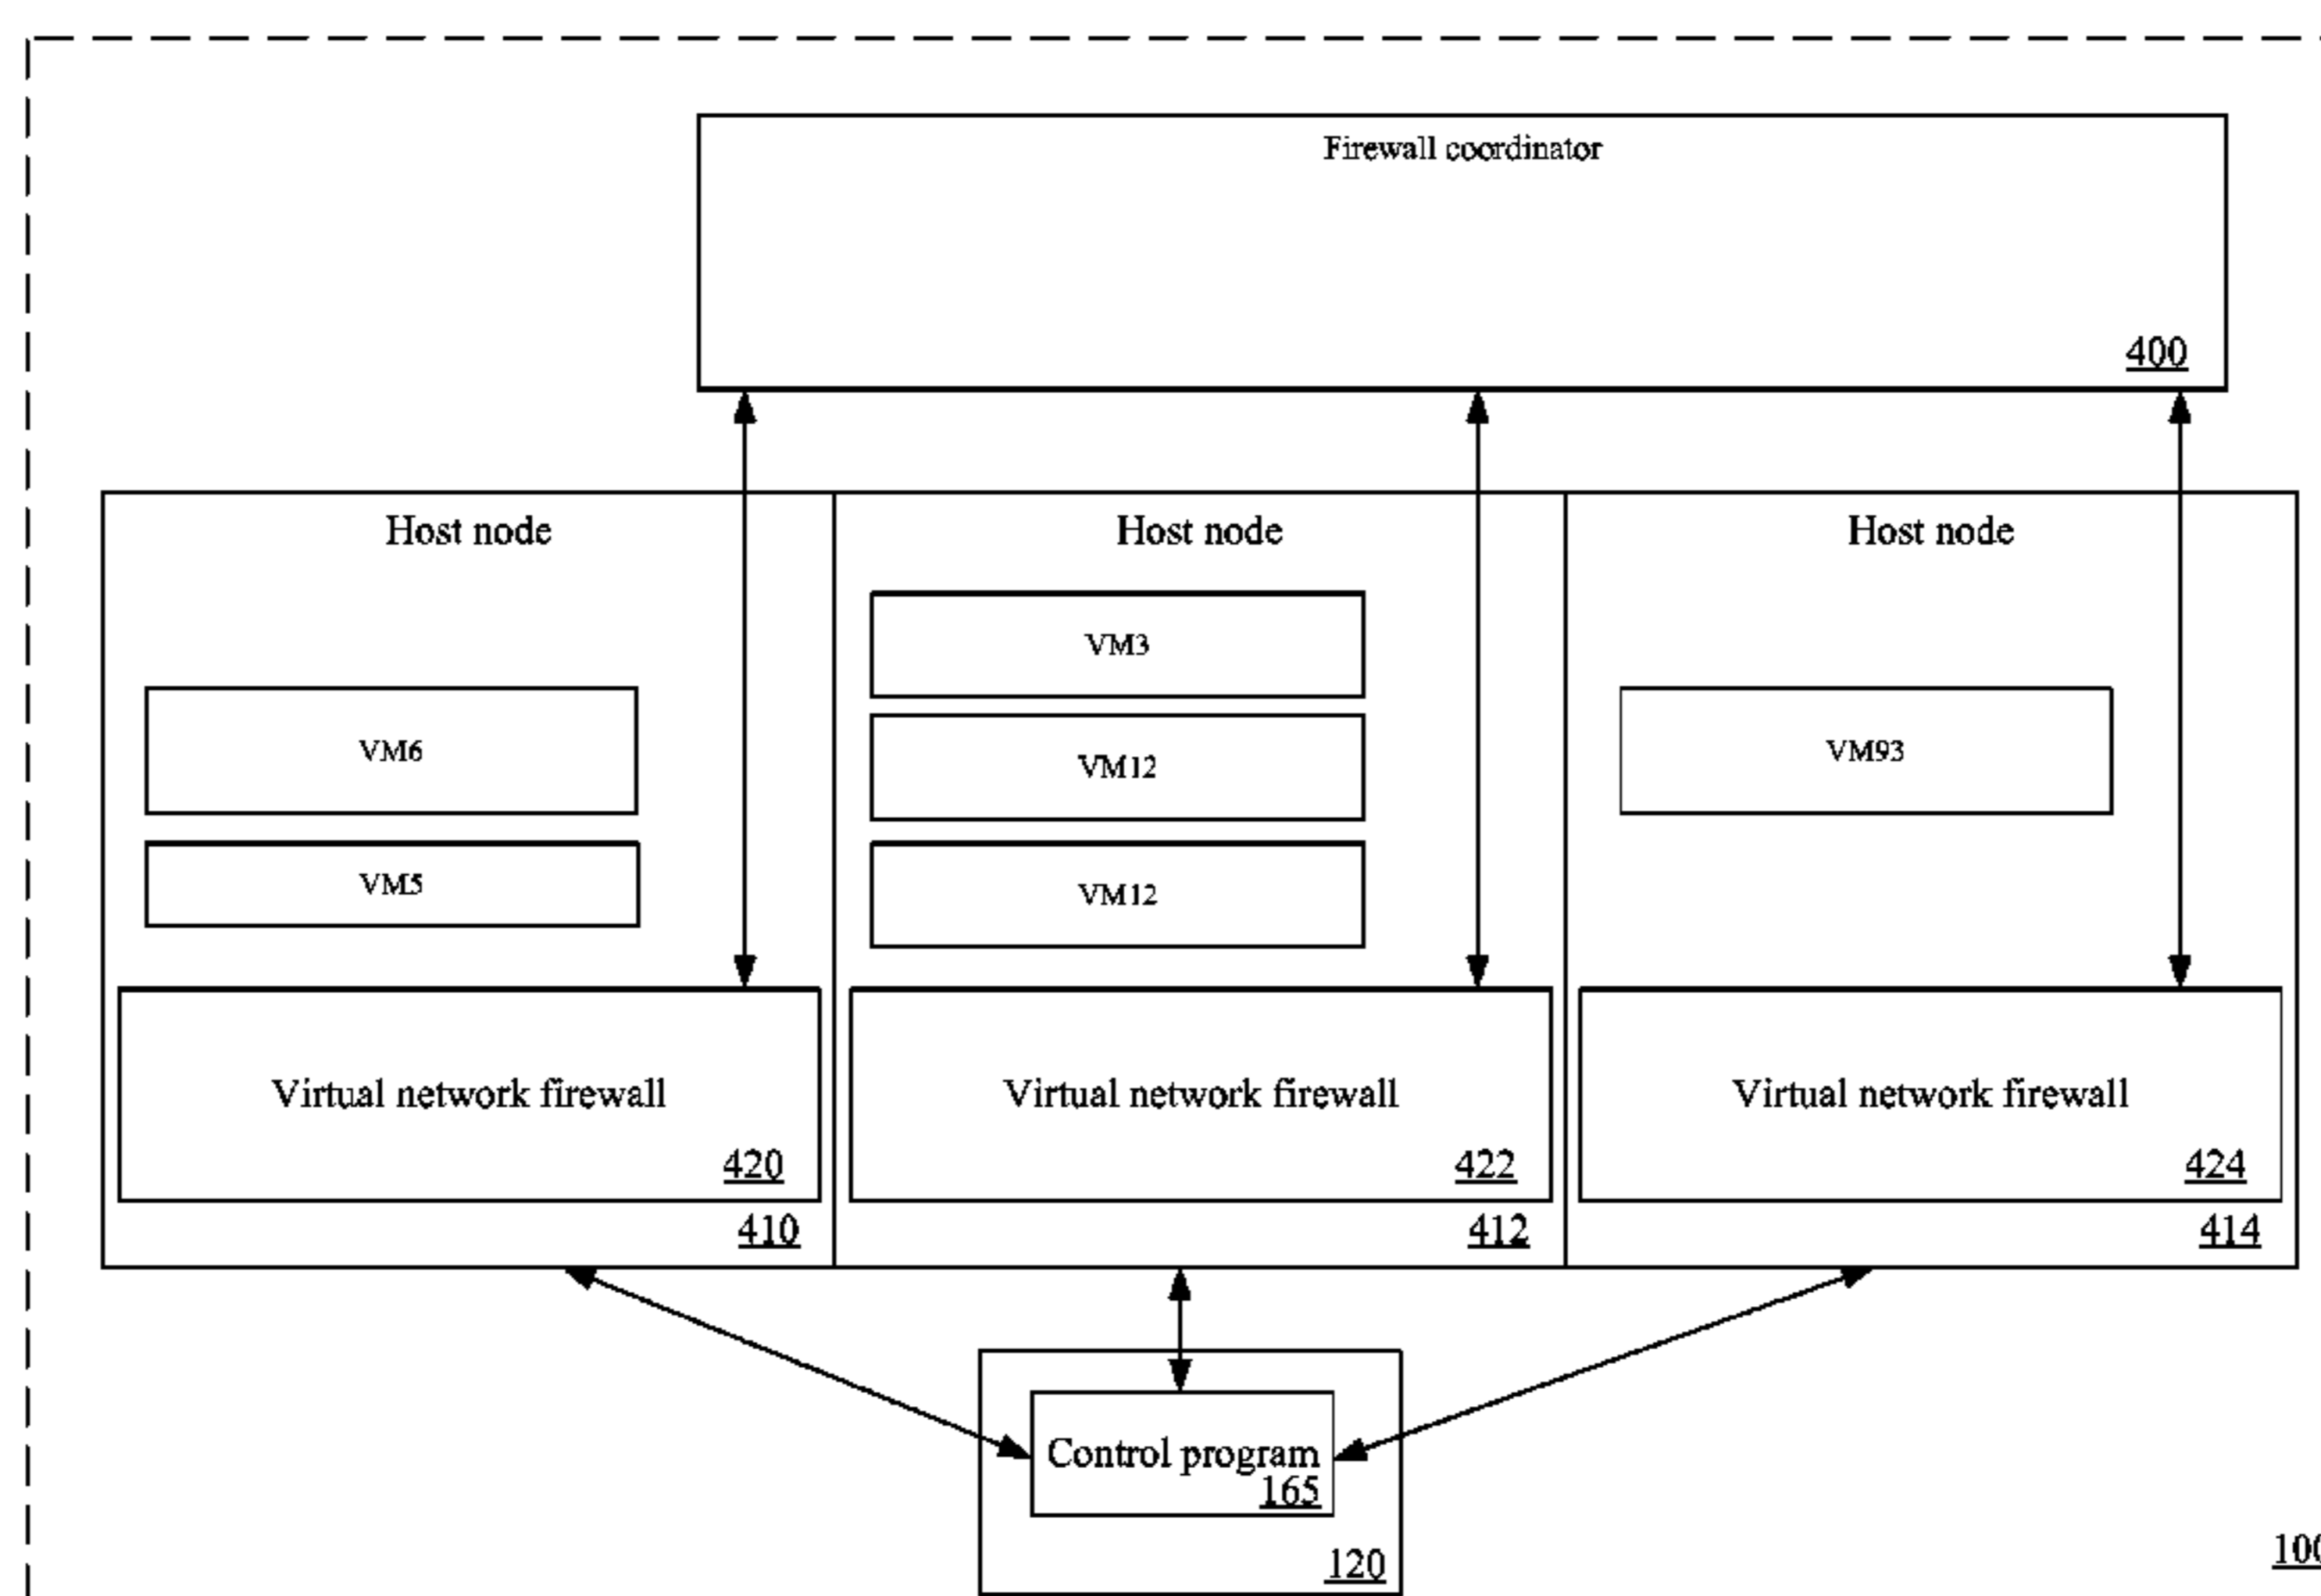 Firewall coordinator
400
Host node
Host node
Host node
VM3
VM6
VM12
VM93
VM5
VM12
Virtual network firewall
Virtual network firewall
Virtual network firewall
420
422
424
410
412
414
Control program
165
120
100